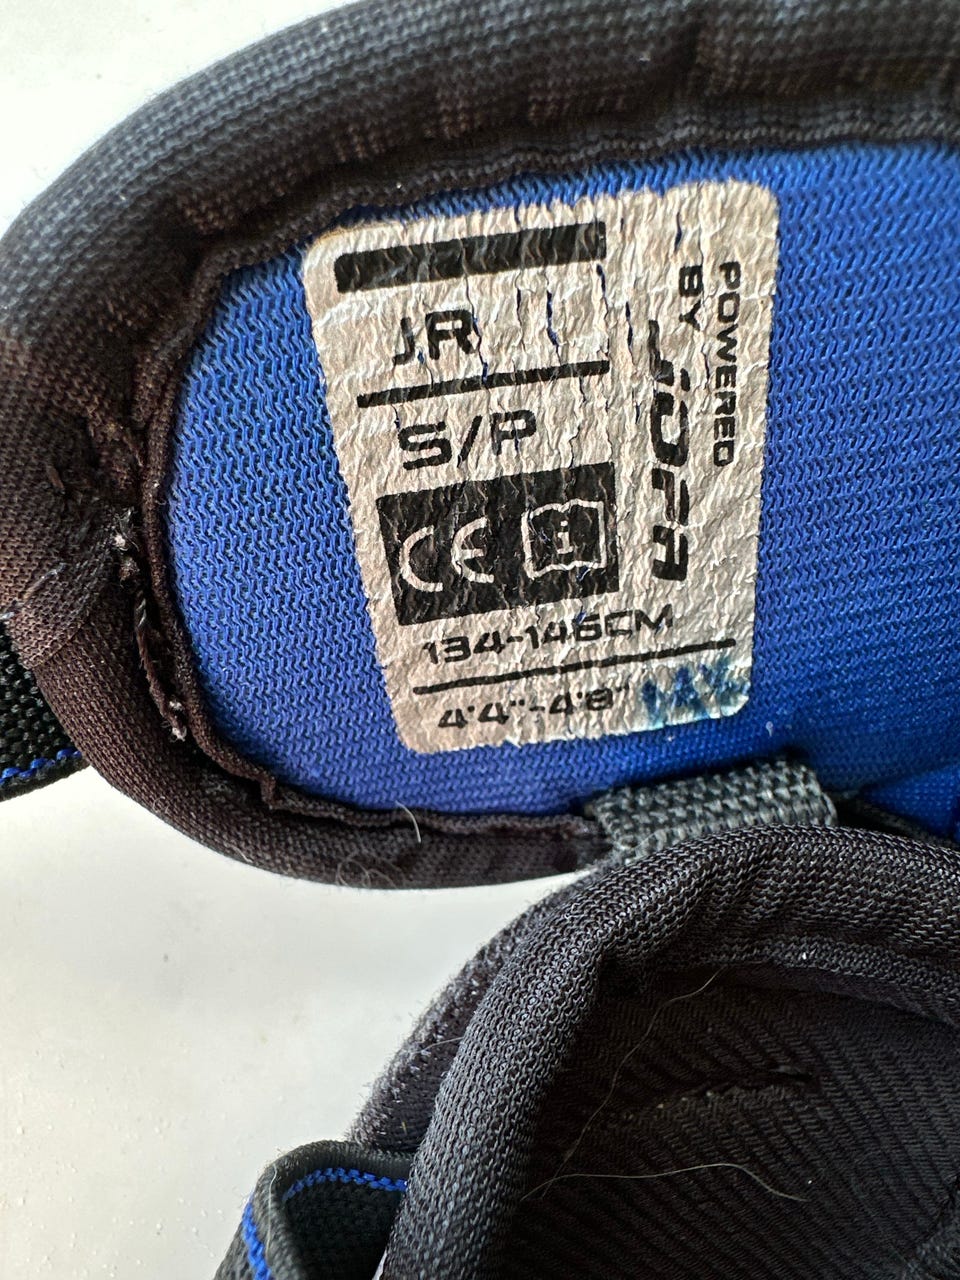 JR
S/P
CE i
134-146CM
4'4"-4'8"
POWERED
BY
JOFA